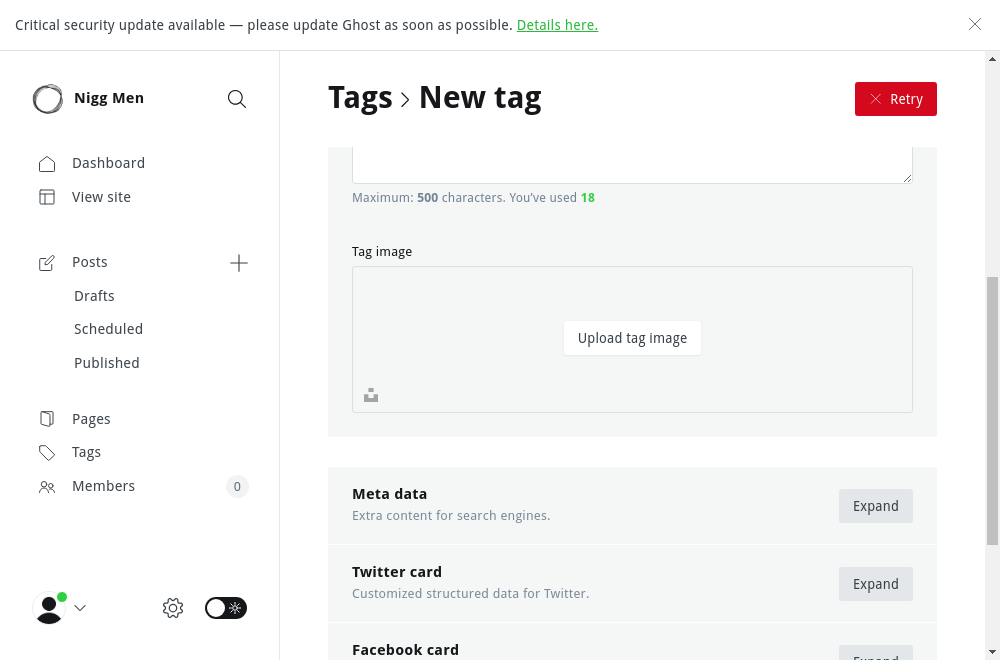 Critical security update available — please update Ghost as soon as possible. Details here.
Nigg Men
Tags > New tag
Retry
Dashboard
View site
Maximum: 500 characters. You've used 18
Tag image
Posts
Drafts
Scheduled
Published
Upload tag image
Pages
Tags
Members
0
Meta data
Extra content for search engines.
Expand
Twitter card
Customized structured data for Twitter.
Expand
Facebook card
Expand